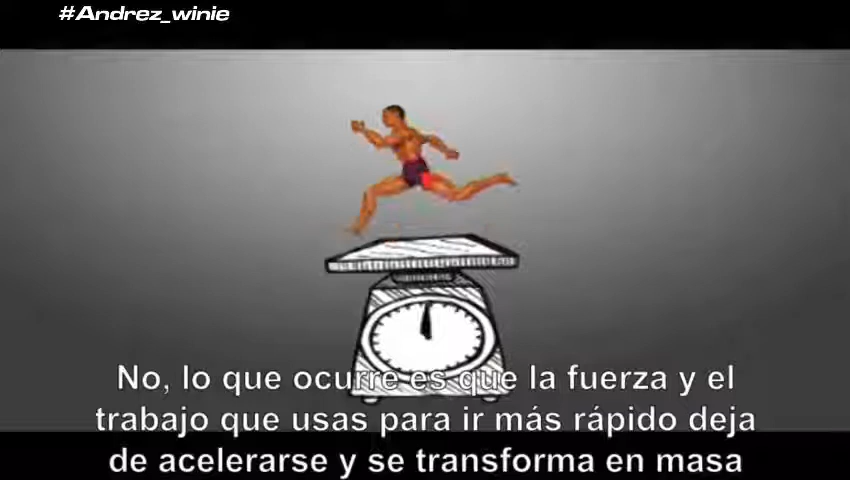 #Andrez_winie
No, lo que ocurre es que la fuerza y el
trabajo que usas para ir más rápido deja
de acelerarse y se transforma en masa